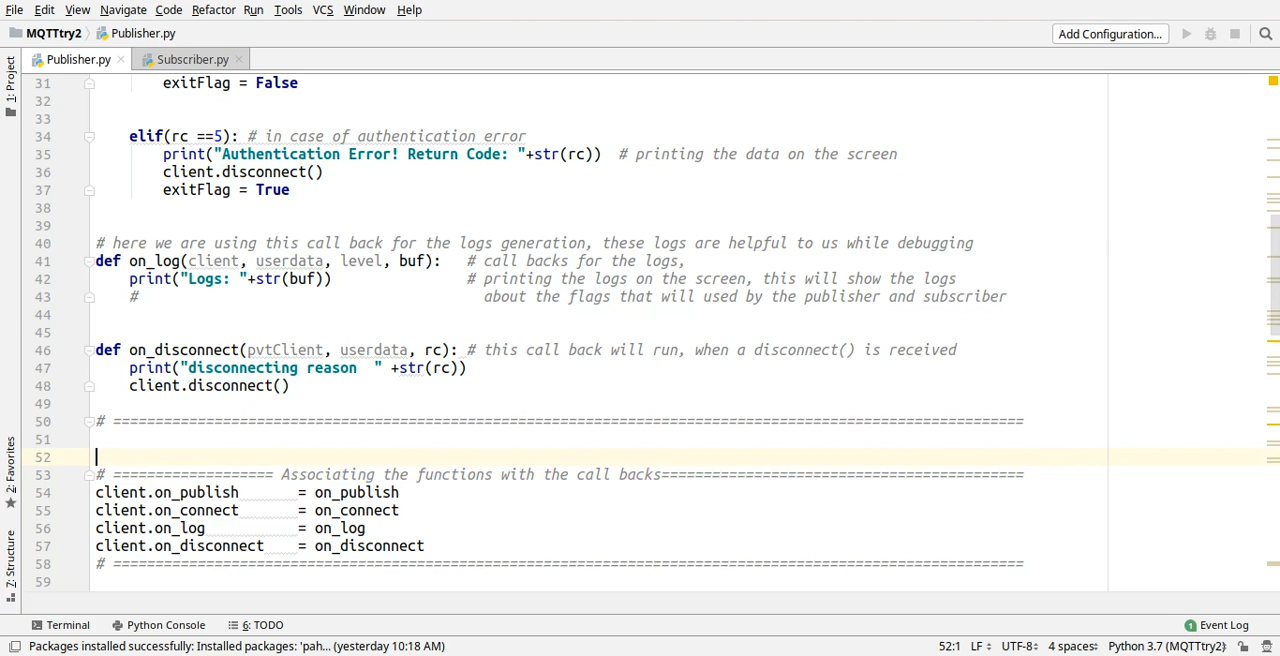 File Edit View Navigate Code Refactor Run Tools VCS Window Help
MQTTtry2 Publisher.py Add Configuration...
1: Project
Publisher.py Subscriber.py
31 exitFlag = False
32
33
34 elif(rc ==5): # in case of authentication error
35 print("Authentication Error! Return Code: "+str(rc)) # printing the data on the screen
36 client.disconnect()
37 exitFlag = True
38
39
40 # here we are using this call back for the logs generation, these logs are helpful to us while debugging
41 def on_log(client, userdata, level, buf): # call backs for the logs,
42 print("Logs: "+str(buf)) # printing the logs on the screen, this will show the logs
43 # about the flags that will used by the publisher and subscriber
44
45
46 def on_disconnect(pvtClient, userdata, rc): # this call back will run, when a disconnect() is received
47 print("disconnecting reason  " +str(rc))
48 client.disconnect()
49
50 # ============================================================================================================
51
52
53 # =================== Associating the functions with the call backs===========================================
54 client.on_publish = on_publish
55 client.on_connect = on_connect
56 client.on_log = on_log
57 client.on_disconnect = on_disconnect
58 # ============================================================================================================
59
2: Favorites
7: Structure
Terminal Python Console 6: TODO 1 Event Log
Packages installed successfully: Installed packages: 'pah... (yesterday 10:18 AM) 52:1 LF UTF-8 4 spaces Python 3.7 (MQTTtry2)